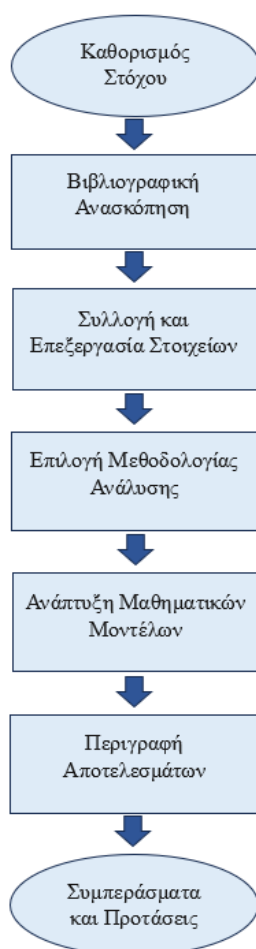 Καθορισμός
Στόχου
Βιβλιογραφική
Ανασκόπηση
Συλλογή και
Επεξεργασία Στοιχείων
Επιλογή Μεθοδολογίας
Ανάλυσης
Ανάπτυξη Μαθηματικών
Μοντέλων
Περιγραφή
Αποτελεσμάτων
Συμπεράσματα
και Προτάσεις